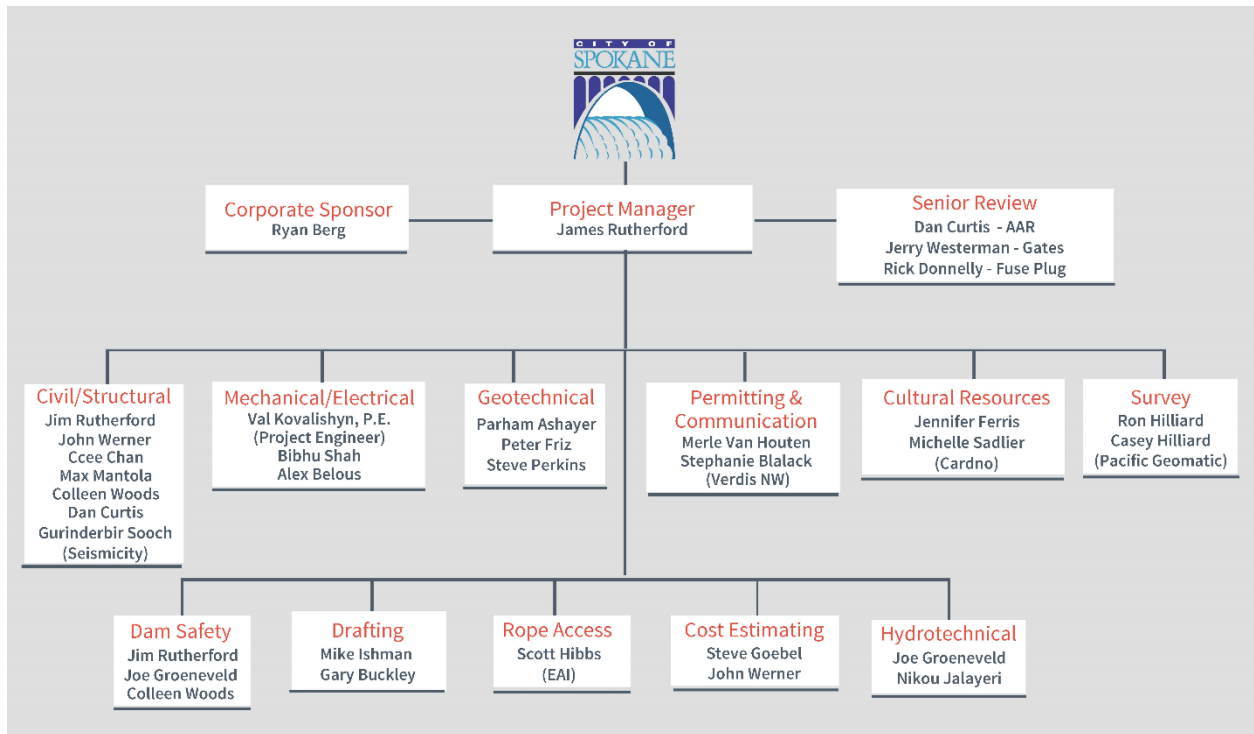 CITY OF
SPOKANE
Corporate Sponsor
Ryan Berg
Project Manager
James Rutherford
Senior Review
Dan Curtis - AAR
Jerry Westerman - Gates
Rick Donnelly - Fuse Plug
Civil/Structural
Jim Rutherford
John Werner
Ccee Chan
Max Mantola
Colleen Woods
Dan Curtis
Gurinderbir Sooch
(Seismicity)
Mechanical/Electrical
Val Kovalishyn, P.E.
(Project Engineer)
Bibhu Shah
Alex Belous
Geotechnical
Parham Ashayer
Peter Friz
Steve Perkins
Permitting &
Communication
Merle Van Houten
Stephanie Blalack
(Verdis NW)
Cultural Resources
Jennifer Ferris
Michelle Sadlier
(Cardno)
Survey
Ron Hilliard
Casey Hilliard
(Pacific Geomatic)
Dam Safety
Jim Rutherford
Joe Groeneveld
Colleen Woods
Drafting
Mike Ishman
Gary Buckley
Rope Access
Scott Hibbs
(EAI)
Cost Estimating
Steve Goebel
John Werner
Hydrotechnical
Joe Groeneveld
Nikou Jalayeri